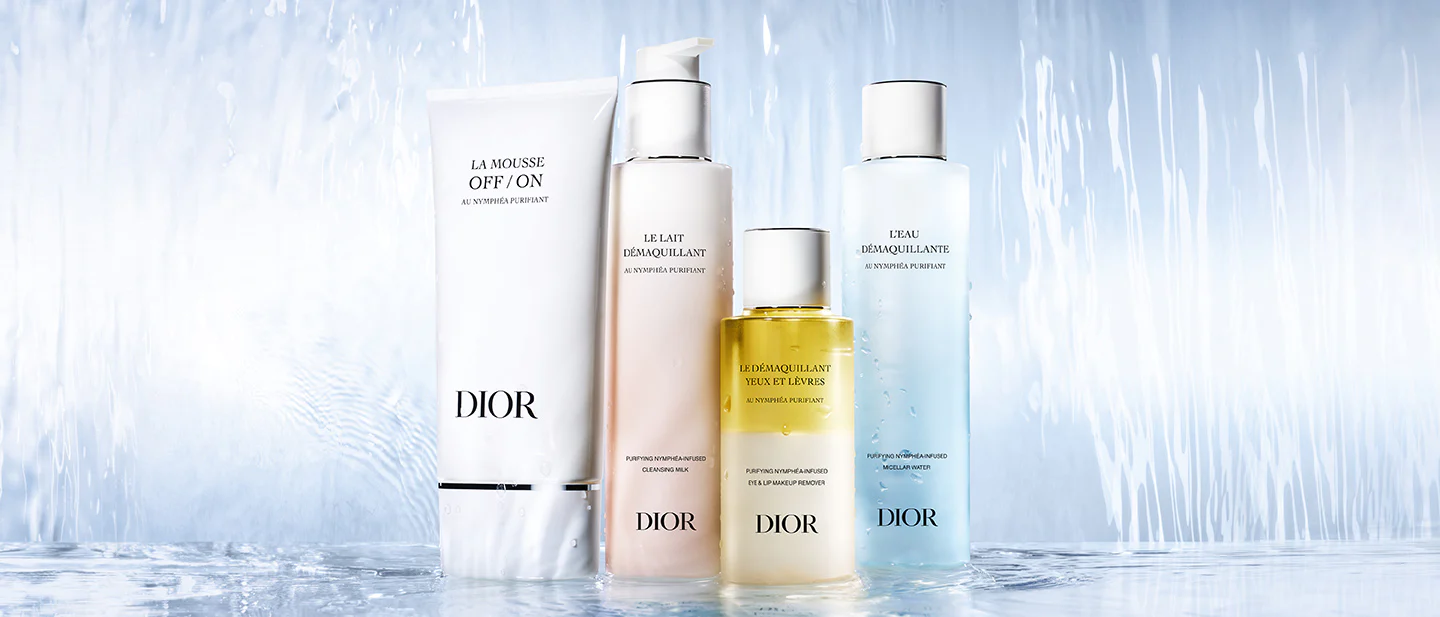 LA MOUSSE
OFF / ON
AU NYMPHÉA PURIFIANT
DIOR
LE LAIT
DÉMAQUILLANT
AU NYMPHÉA PURIFIANT
PURIFYING NYMPHÉA-INFUSED
CLEANSING MILK
DIOR
LE DÉMAQUILLANT
YEUX ET LÈVRES
AU NYMPHÉA PURIFIANT
PURIFYING NYMPHÉA-INFUSED
EYE & LIP MAKEUP REMOVER
DIOR
L'EAU
DÉMAQUILLANTE
AU NYMPHÉA PURIFIANT
PURIFYING NYMPHÉA-INFUSED
MICELLAR WATER
DIOR